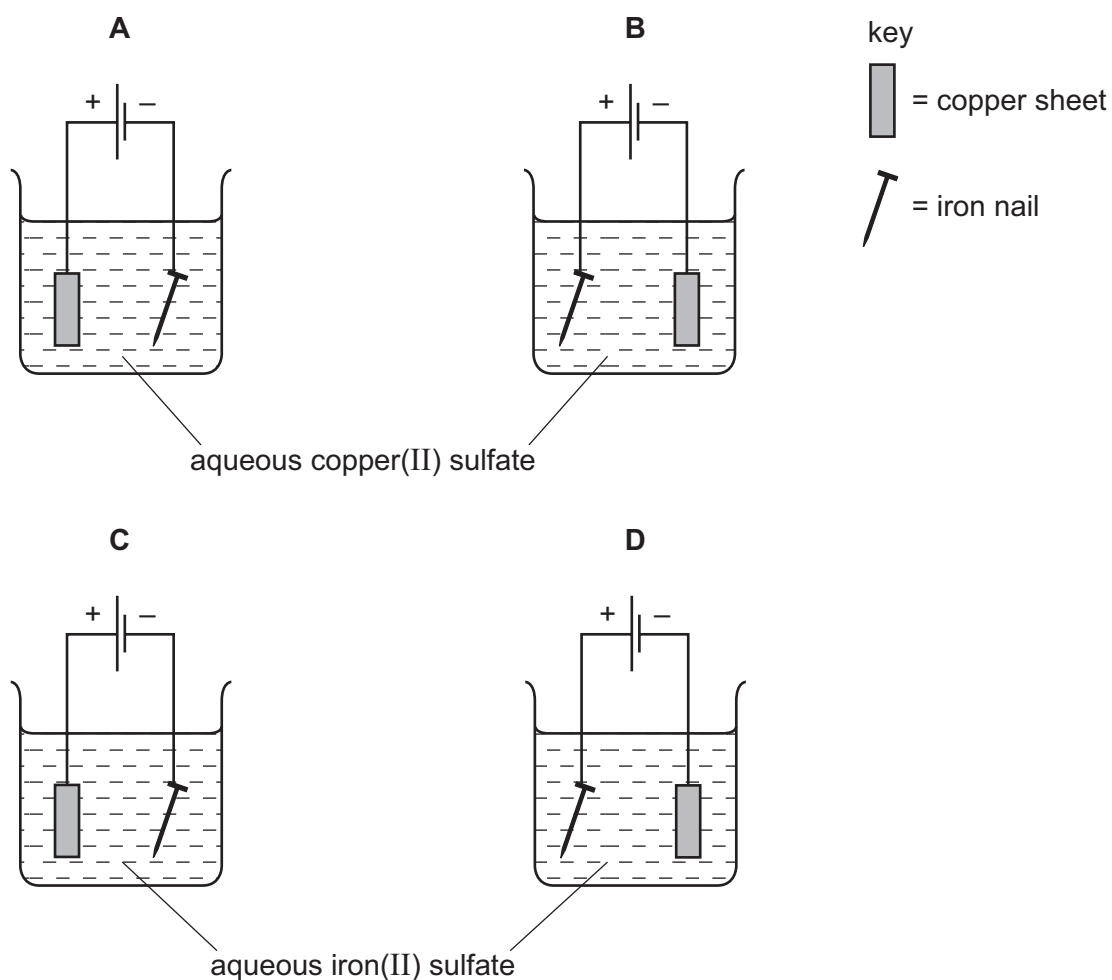 A
B
key
+ –
+ –
= copper sheet
= iron nail
aqueous copper(II) sulfate
C
D
+ –
+ –
aqueous iron(II) sulfate